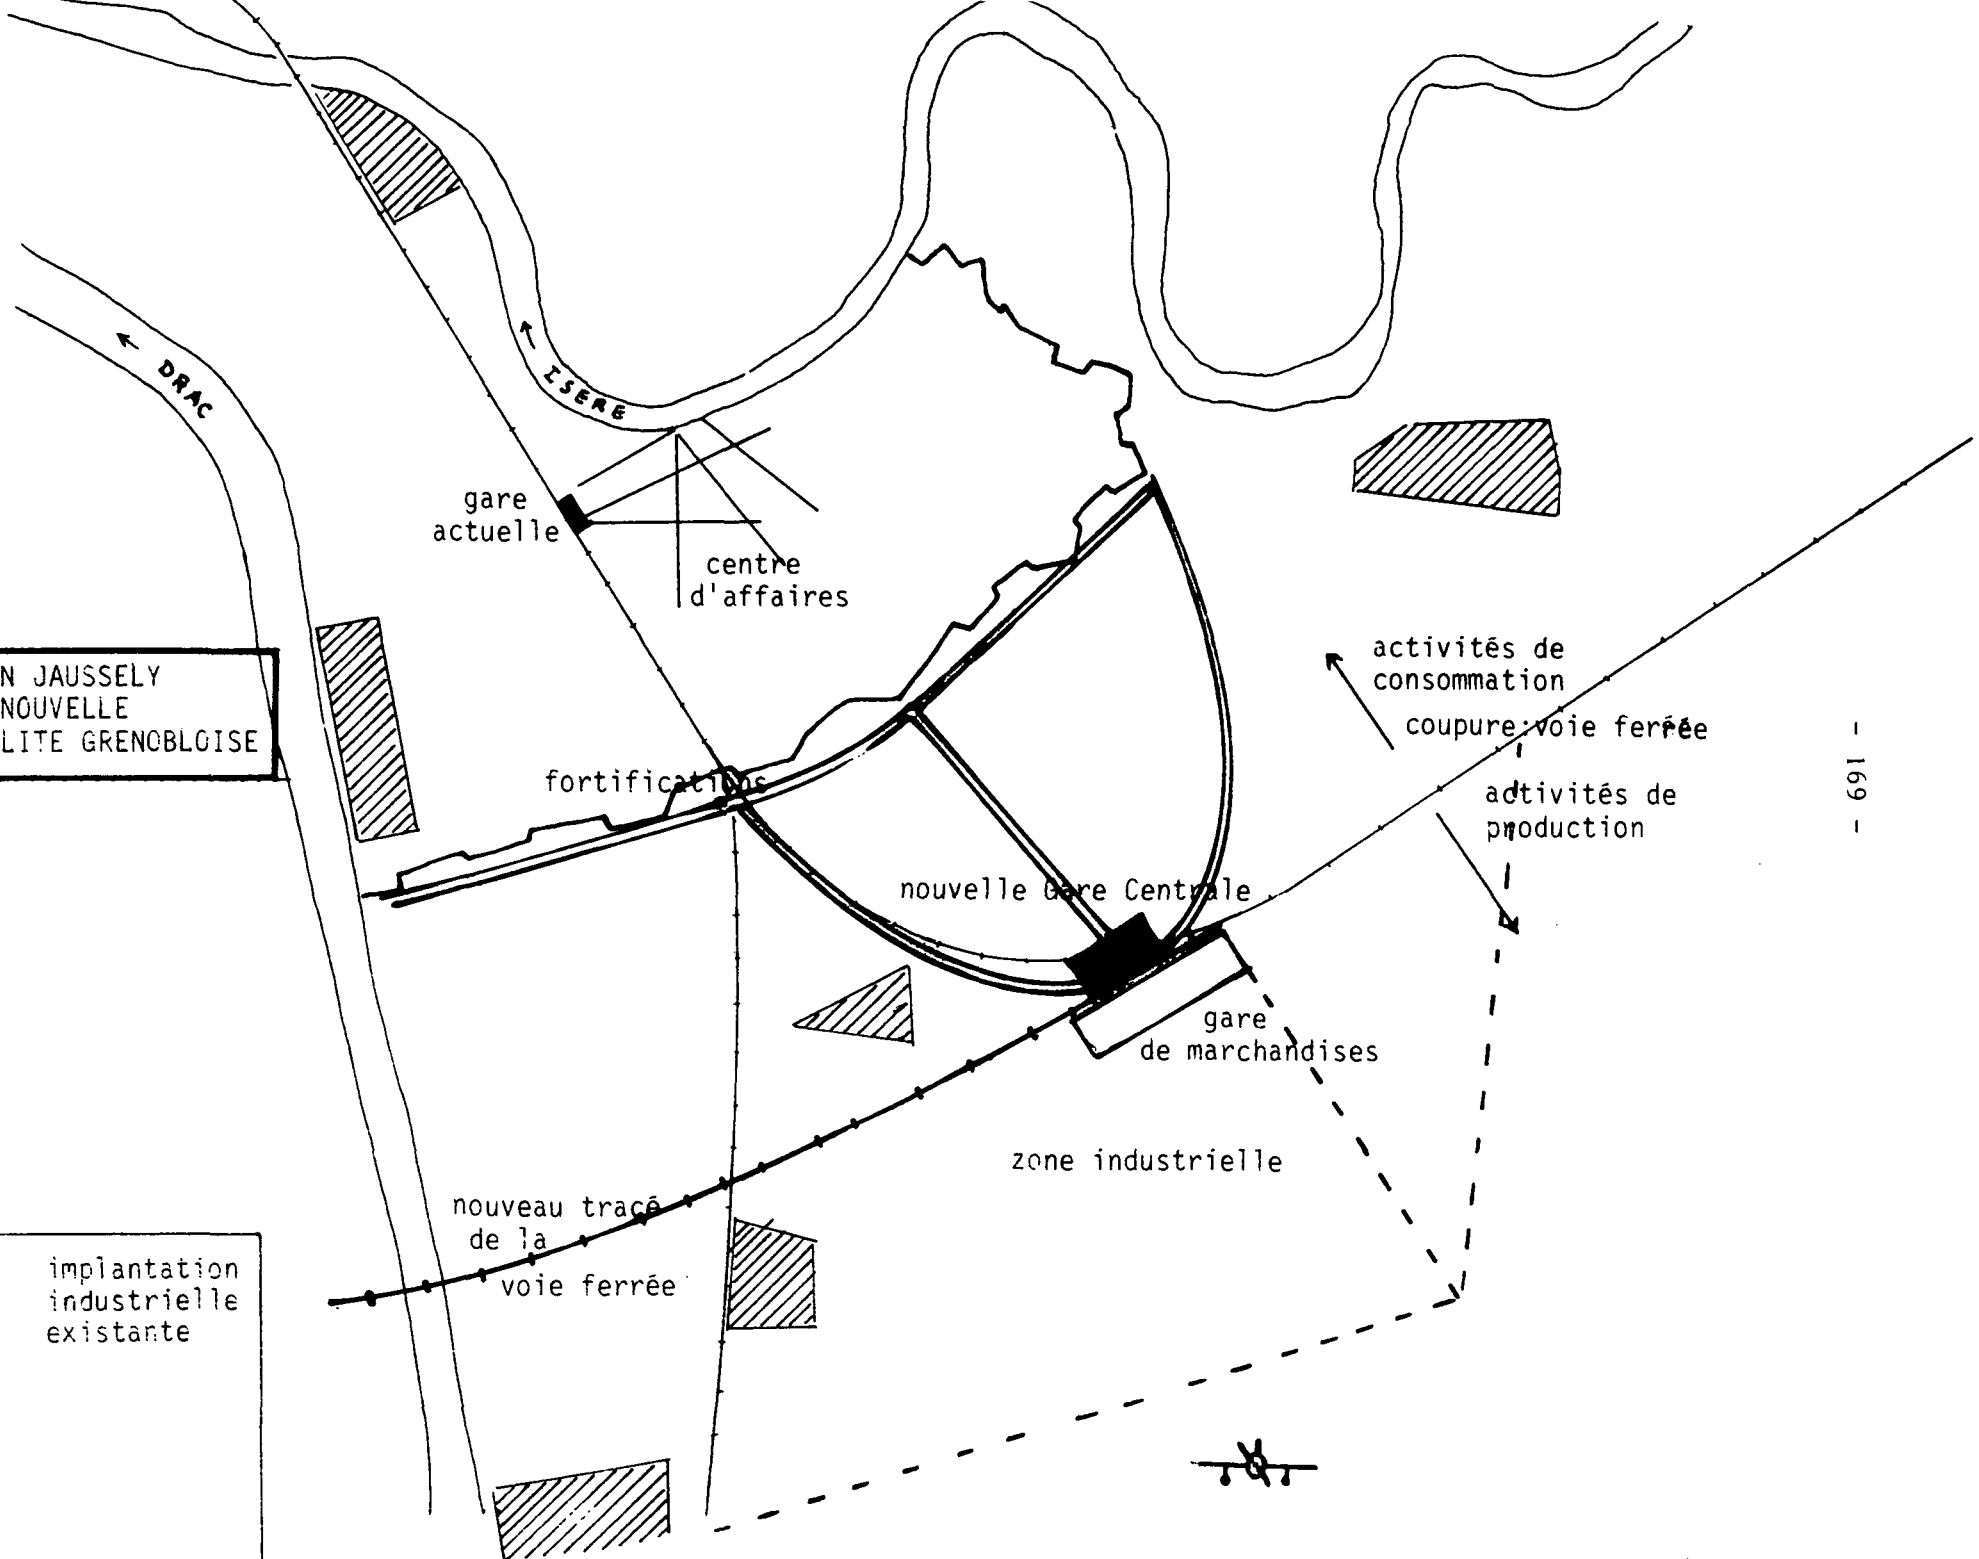 DRAC
ISERE
gare
actuelle
centre
d'affaires
N JAUSSELY
NOUVELLE
LITE GRENOBLOISE
fortifications
activités de
consommation
coupure:voie ferrée
activités de
production
- 169 -
nouvelle Gare Centrale
gare
de marchandises
zone industrielle
nouveau tracé
de la
voie ferrée
implantation
industrielle
existante